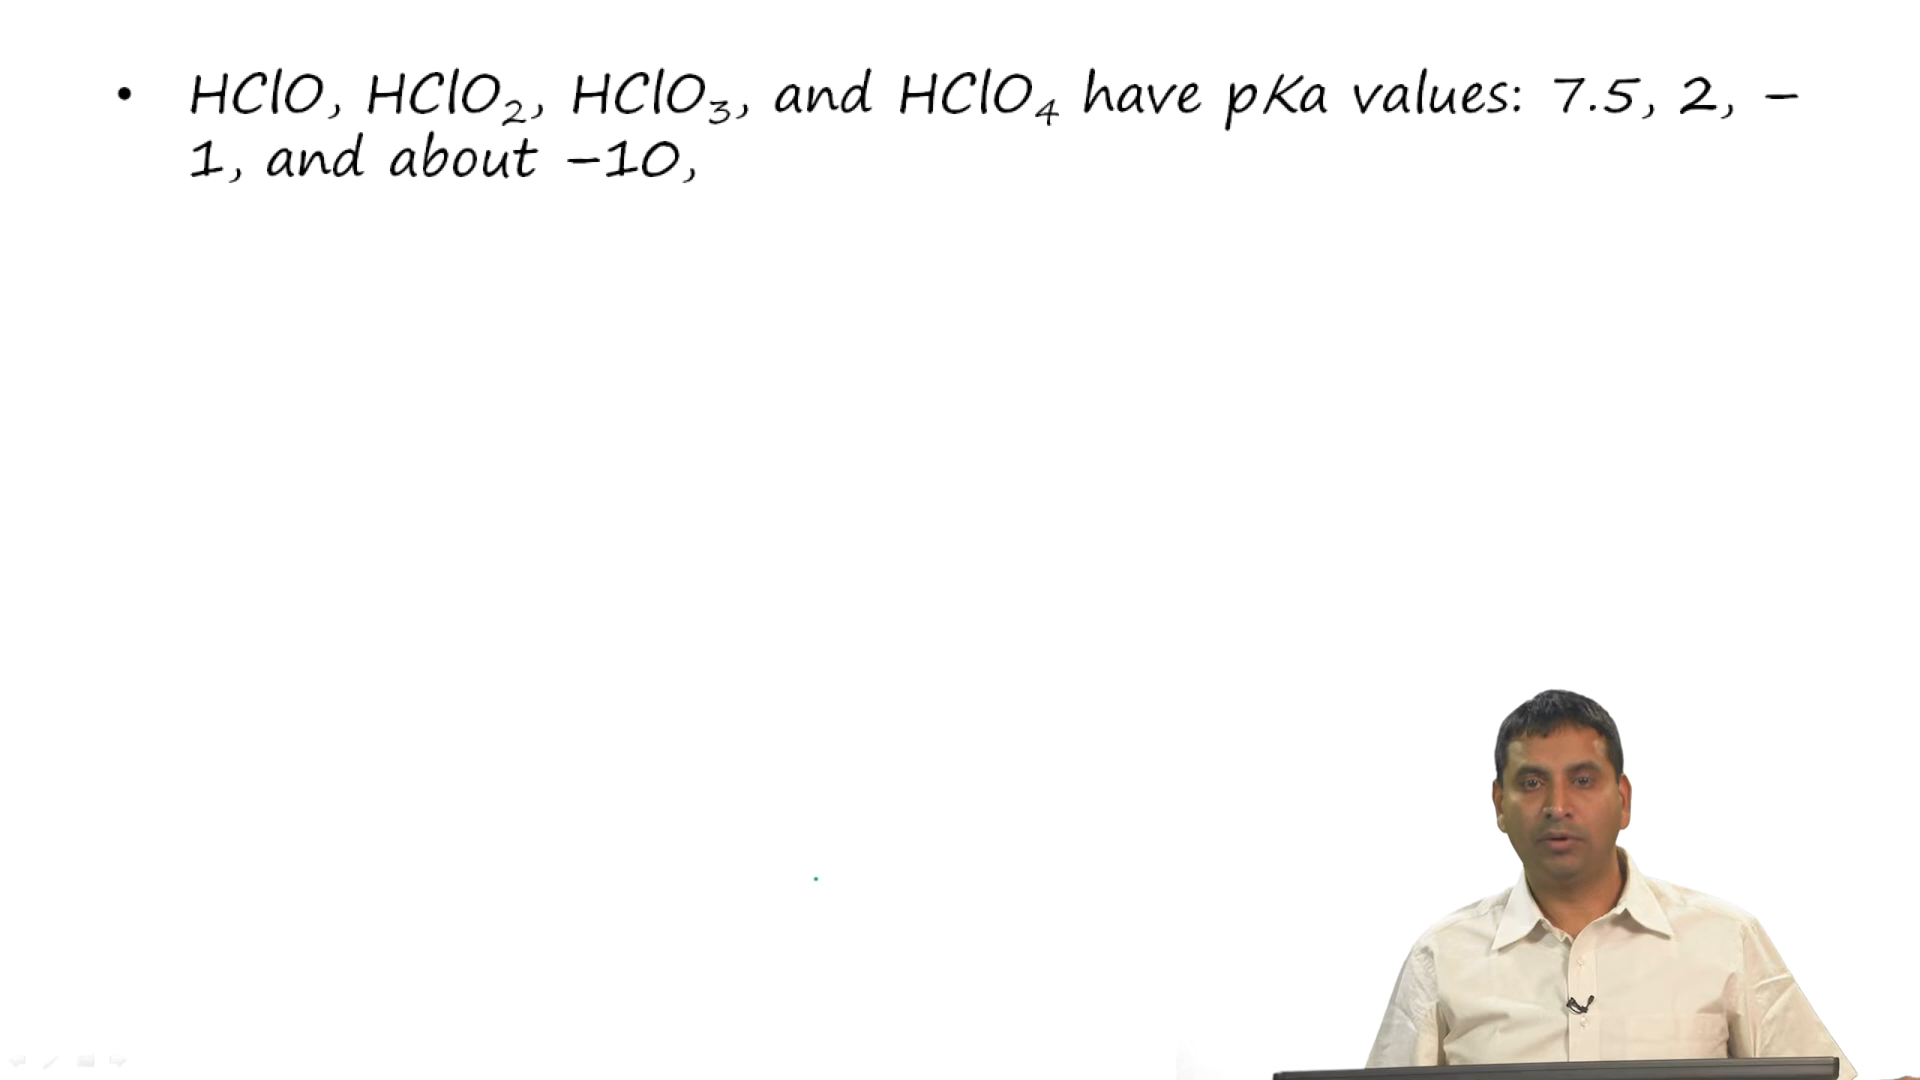 • HClO, HClO₂, HClO₃, and HClO₄ have pKa values: 7.5, 2, –
1, and about –10,